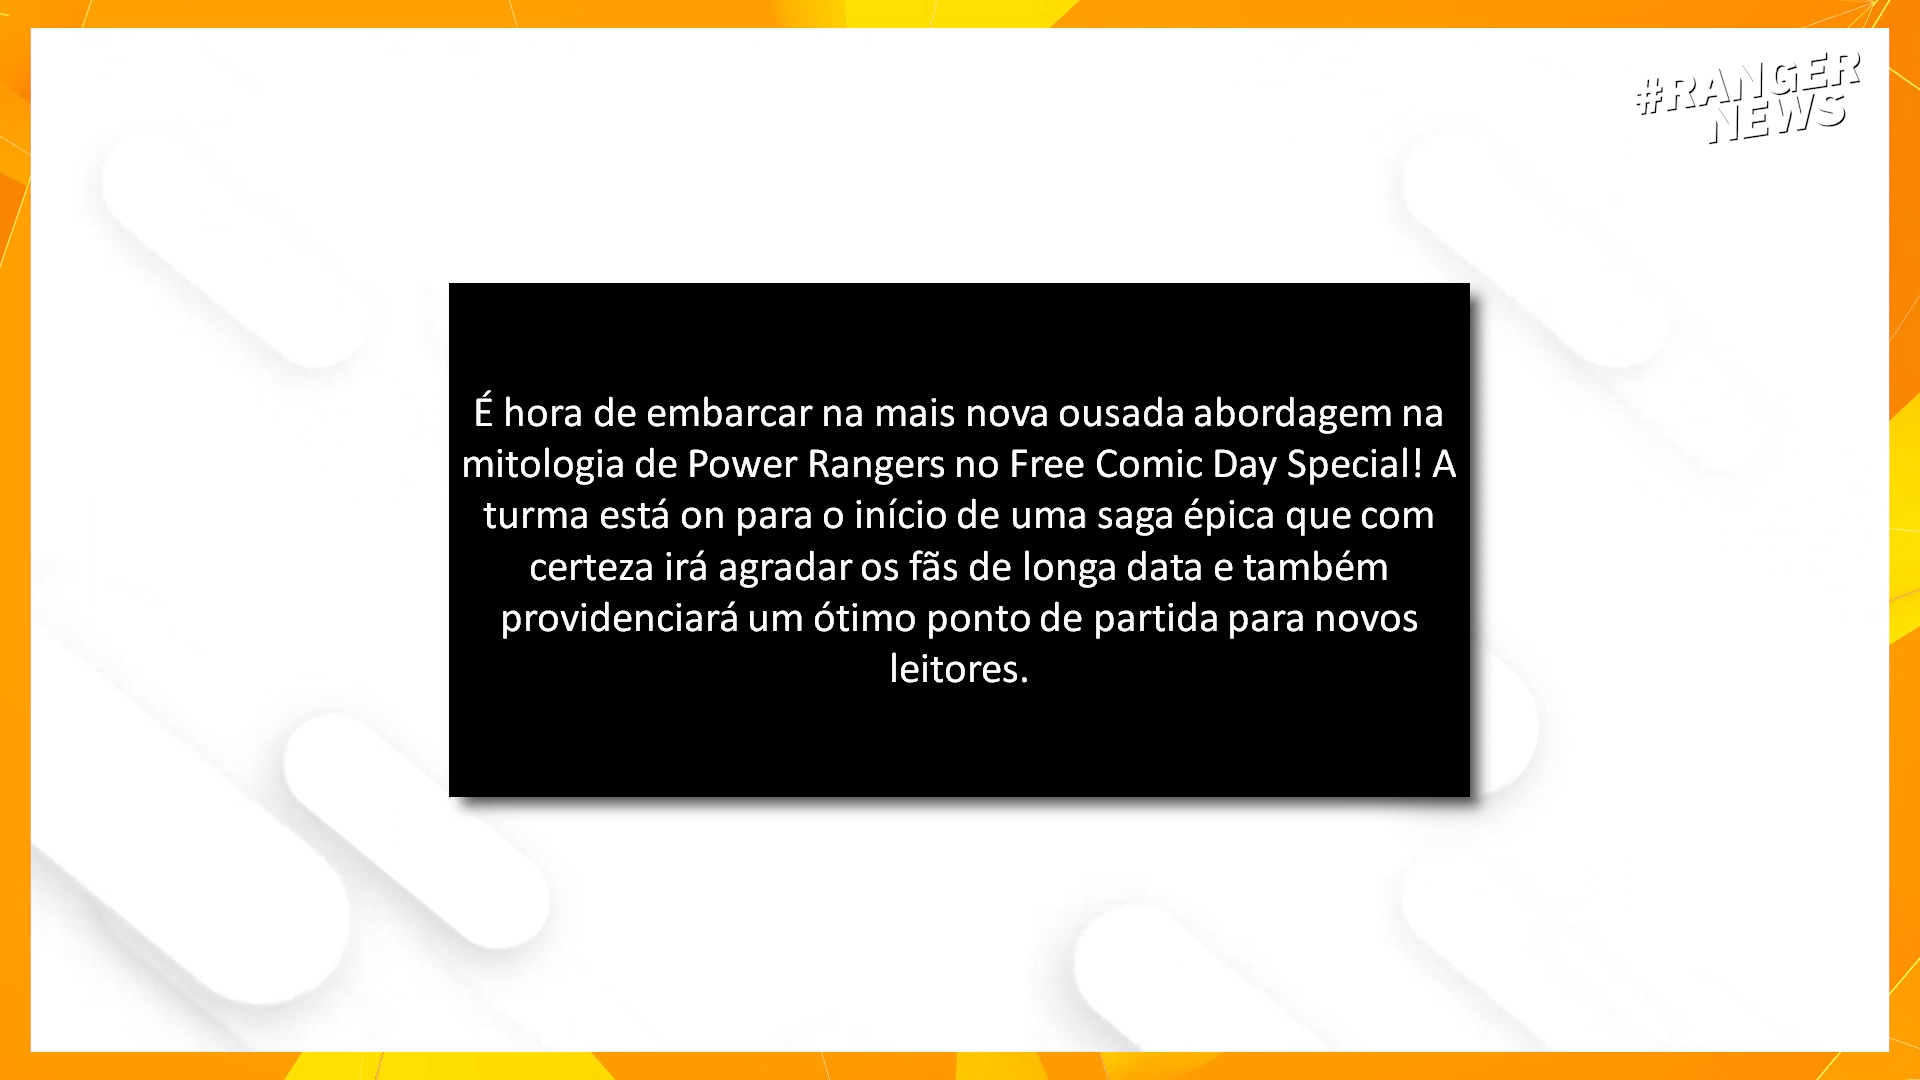 #RANGER
NEWS
É hora de embarcar na mais nova ousada abordagem na
mitologia de Power Rangers no Free Comic Day Special! A
turma está on para o início de uma saga épica que com
certeza irá agradar os fãs de longa data e também
providenciará um ótimo ponto de partida para novos
leitores.